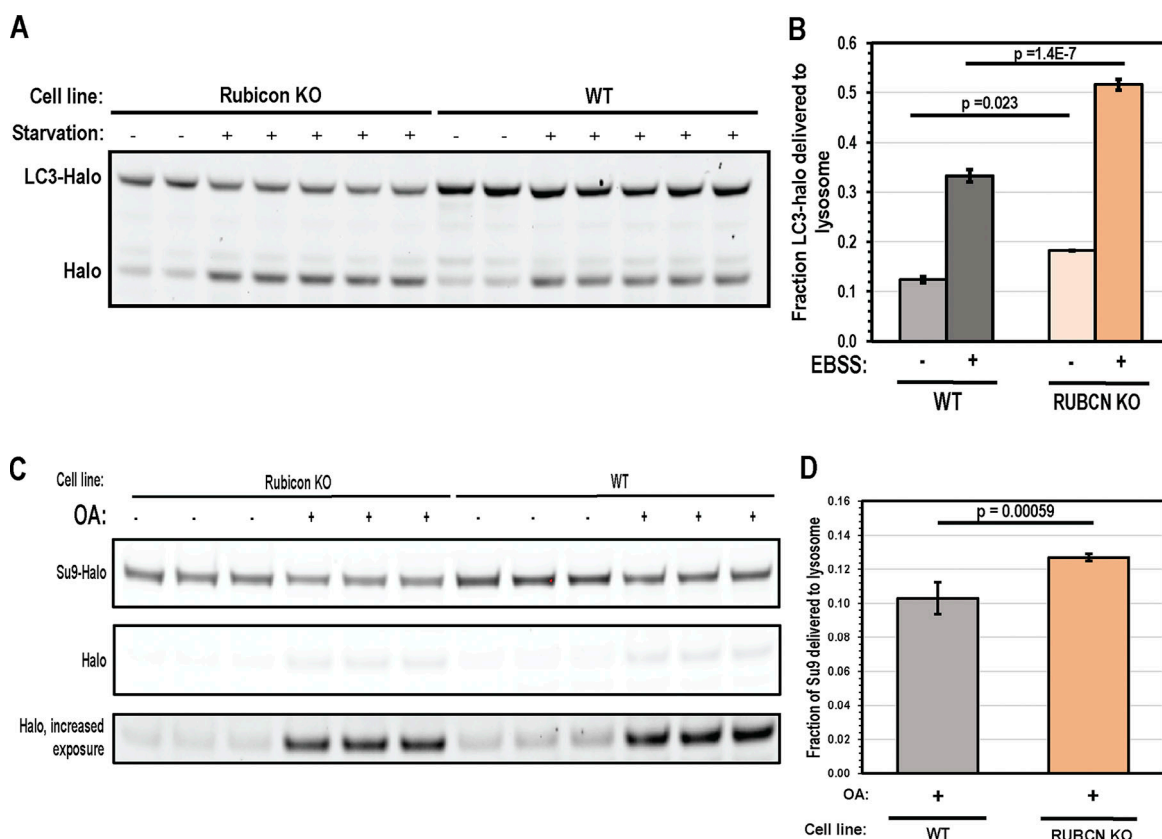 A
Cell line:
Rubicon KO
WT
Starvation:
- - + + + + + - - + + + + +
LC3-Halo
Halo
B
Fraction LC3-halo delivered to
lysosome
0.6
0.5
0.4
0.3
0.2
0.1
0.0
p =1.4E-7
p =0.023
EBSS:
- + - +
WT
RUBCN KO
C
Cell line:
Rubicon KO
WT
OA:
- - - + + + - - - + + +
Su9-Halo
Halo
Halo, increased
exposure
D
Fraction of Su9 delivered to lysosome
0.16
0.14
0.12
0.10
0.08
0.06
0.04
0.02
0.00
p = 0.00059
OA:
+ +
Cell line:
WT
RUBCN KO